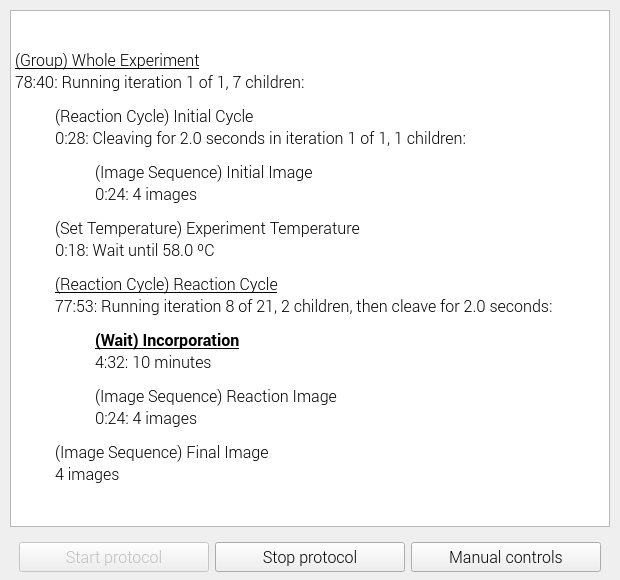 (Group) Whole Experiment
78:40: Running iteration 1 of 1, 7 children:
(Reaction Cycle) Initial Cycle
0:28: Cleaving for 2.0 seconds in iteration 1 of 1, 1 children:
(Image Sequence) Initial Image
0:24: 4 images
(Set Temperature) Experiment Temperature
0:18: Wait until 58.0 ºC
(Reaction Cycle) Reaction Cycle
77:53: Running iteration 8 of 21, 2 children, then cleave for 2.0 seconds:
(Wait) Incorporation
4:32: 10 minutes
(Image Sequence) Reaction Image
0:24: 4 images
(Image Sequence) Final Image
4 images
Start protocol
Stop protocol
Manual controls